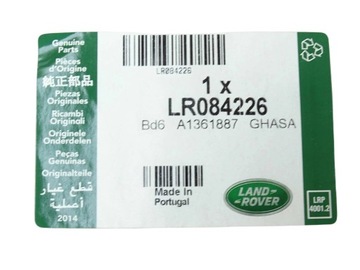 Genuine
Parts
Pièces
d'Origine
純正部品
Piezas
Originales
Ricambi
Originali
Originele
Onderdelen
Peças
Genuínas
Originalteile
قطع غيار
أصلية
2014
LR084226
1 x
LR084226
Bd6 A1361887 GHASA
Made In
Portugal
LAND-
-ROVER
LRP
4001.2